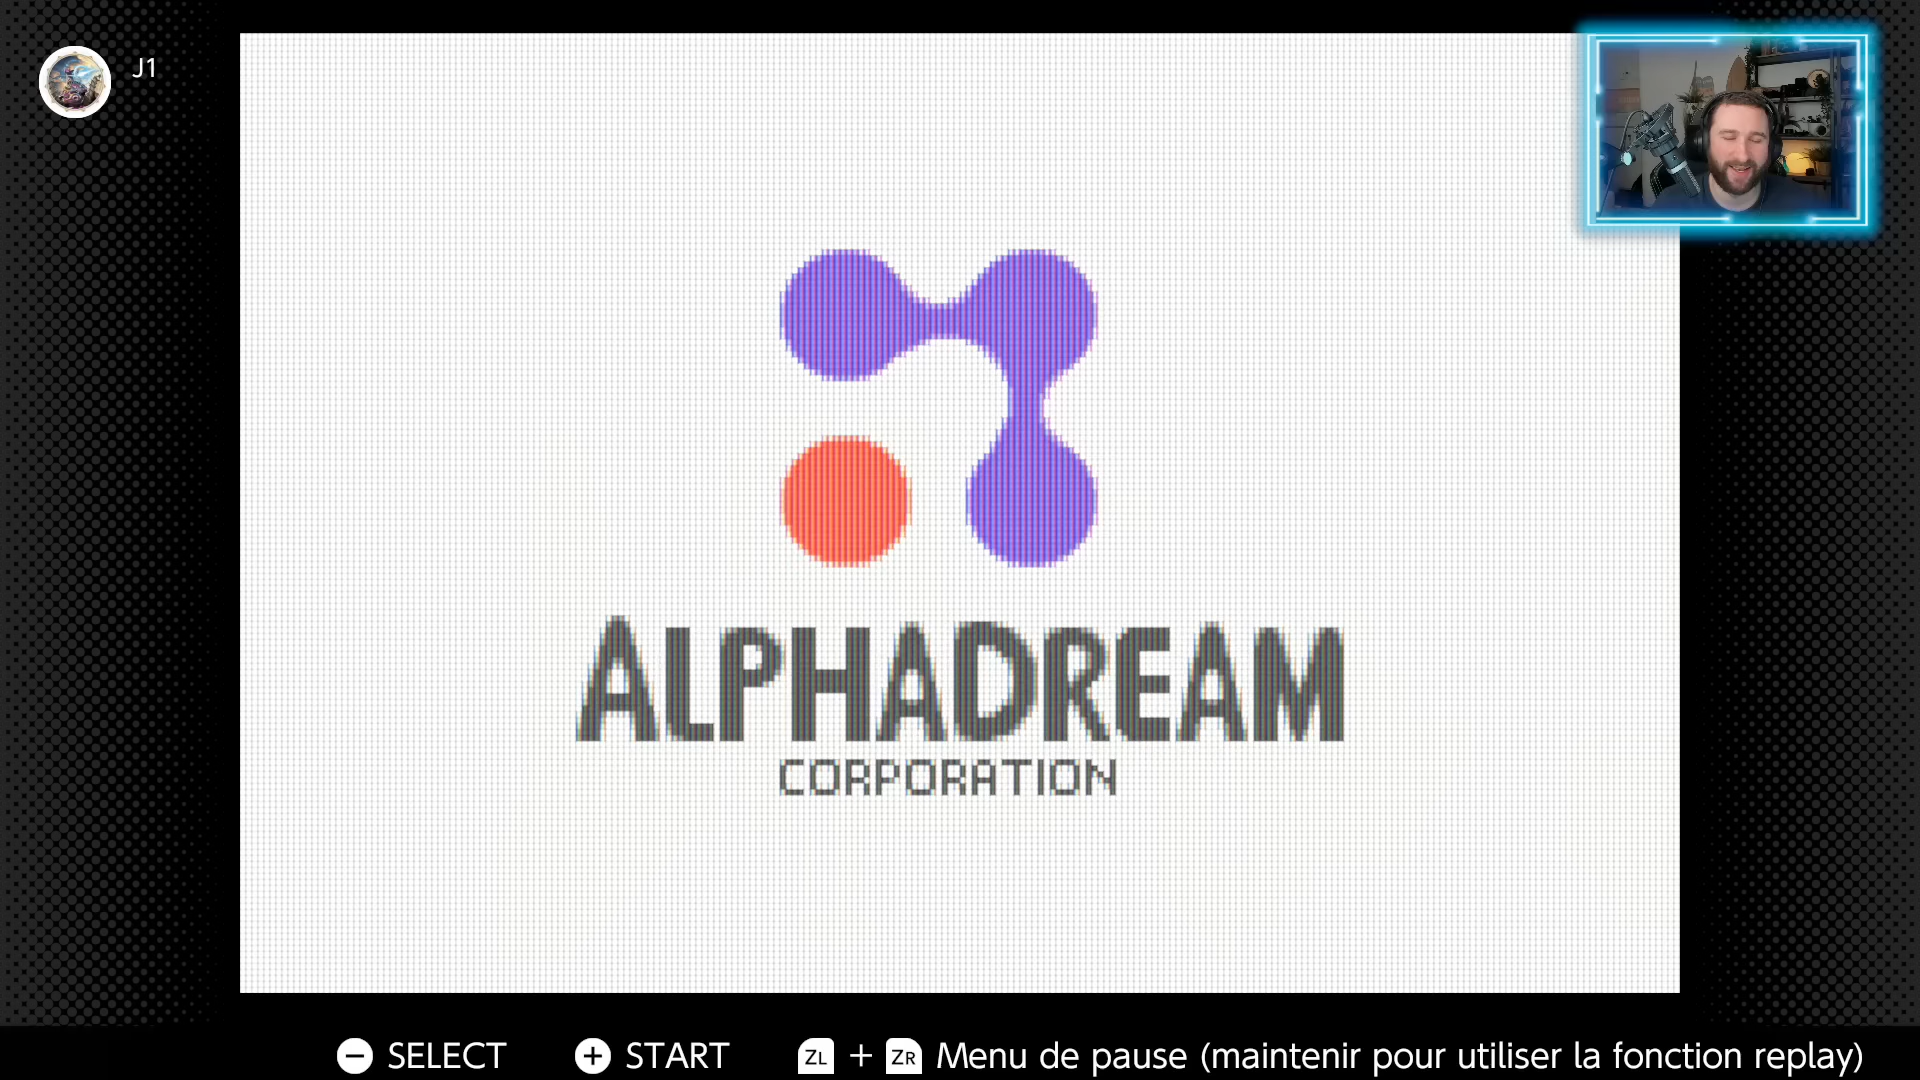 J1
ALPHADREAM
CORPORATION
SELECT START ZL + ZR Menu de pause (maintenir pour utiliser la fonction replay)